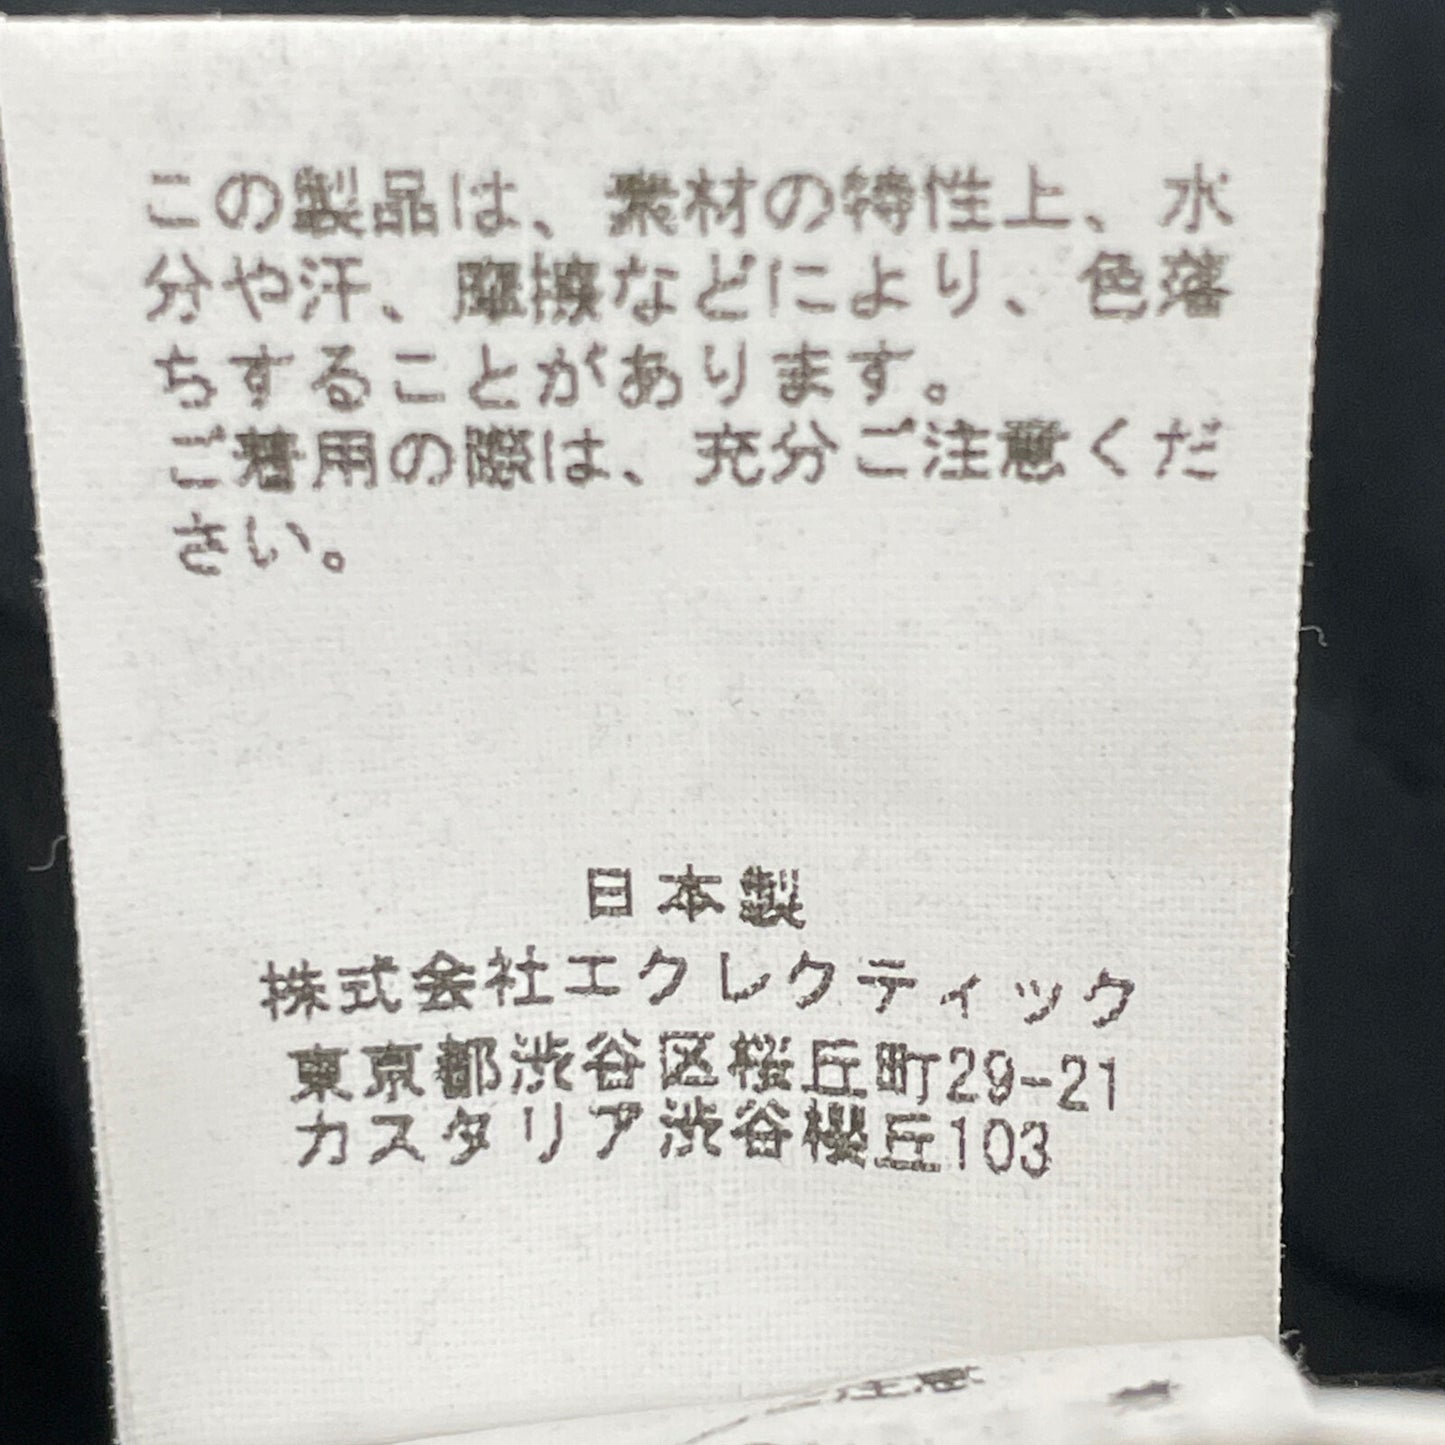 この製品は、素材の特性上、水
分や汗、摩擦などにより、色落
ちすることがあります。
ご着用の際は、充分ご注意くだ
さい。
日本製
株式会社エクレクティック
東京都渋谷区桜丘町29-21
カスタリア渋谷櫻丘103
注意